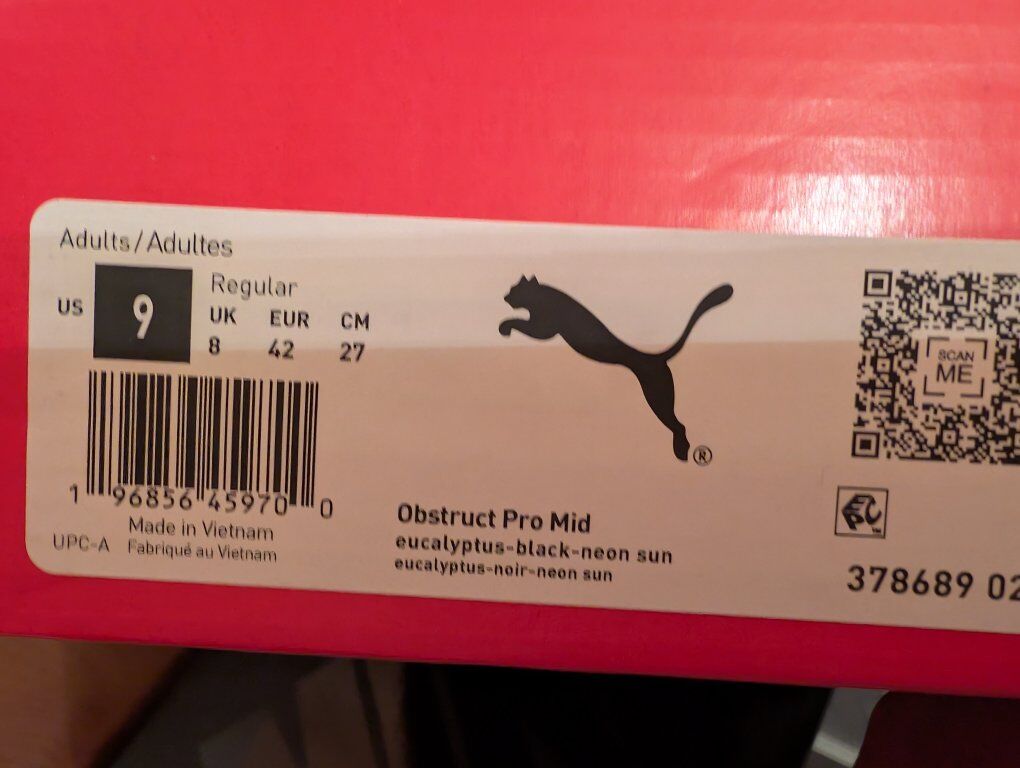 Adults/Adultes
US 9
Regular
UK EUR CM
8 42 27
1 96856 45970 0
UPC-A
Made in Vietnam
Fabriqué au Vietnam
®
Obstruct Pro Mid
eucalyptus-black-neon sun
eucalyptus-noir-neon sun
SCAN
ME
378689 02